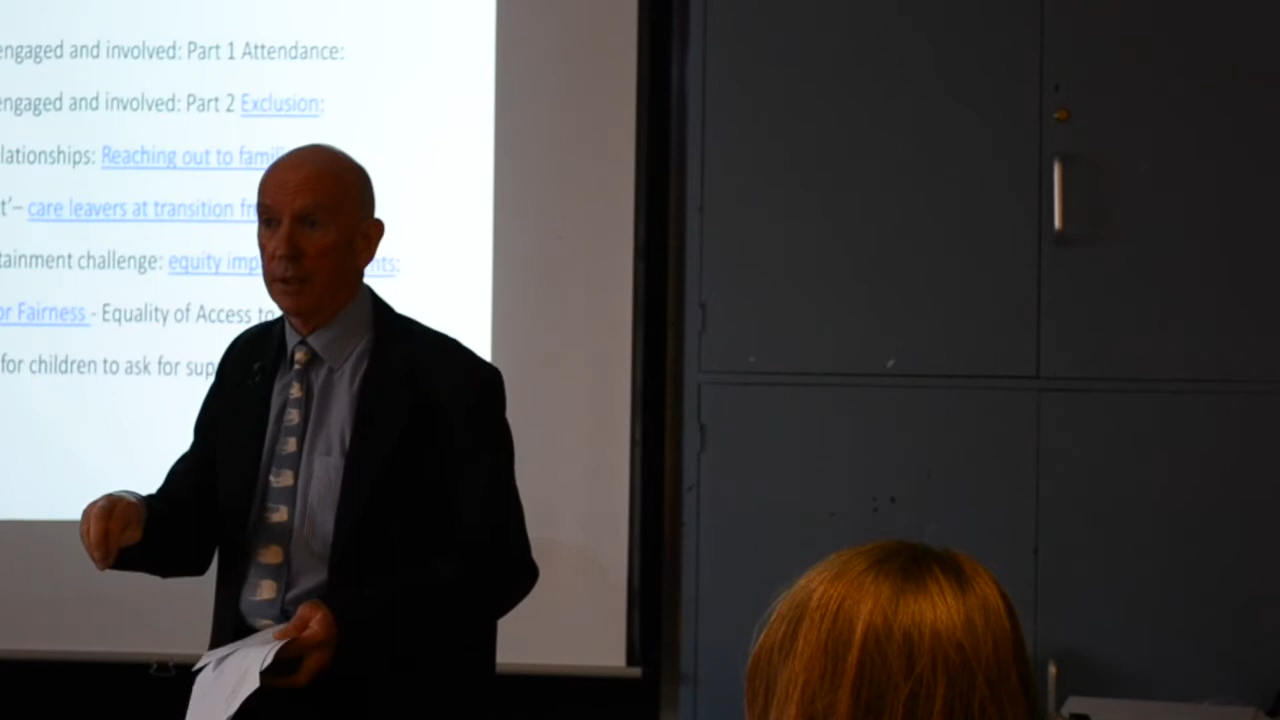 engaged and involved: Part 1 Attendance:
engaged and involved: Part 2 Exclusion:
lationships: Reaching out to famil
t'– care leavers at transition fr
tainment challenge: equity imp nts:
or Fairness - Equality of Access to
for children to ask for sup